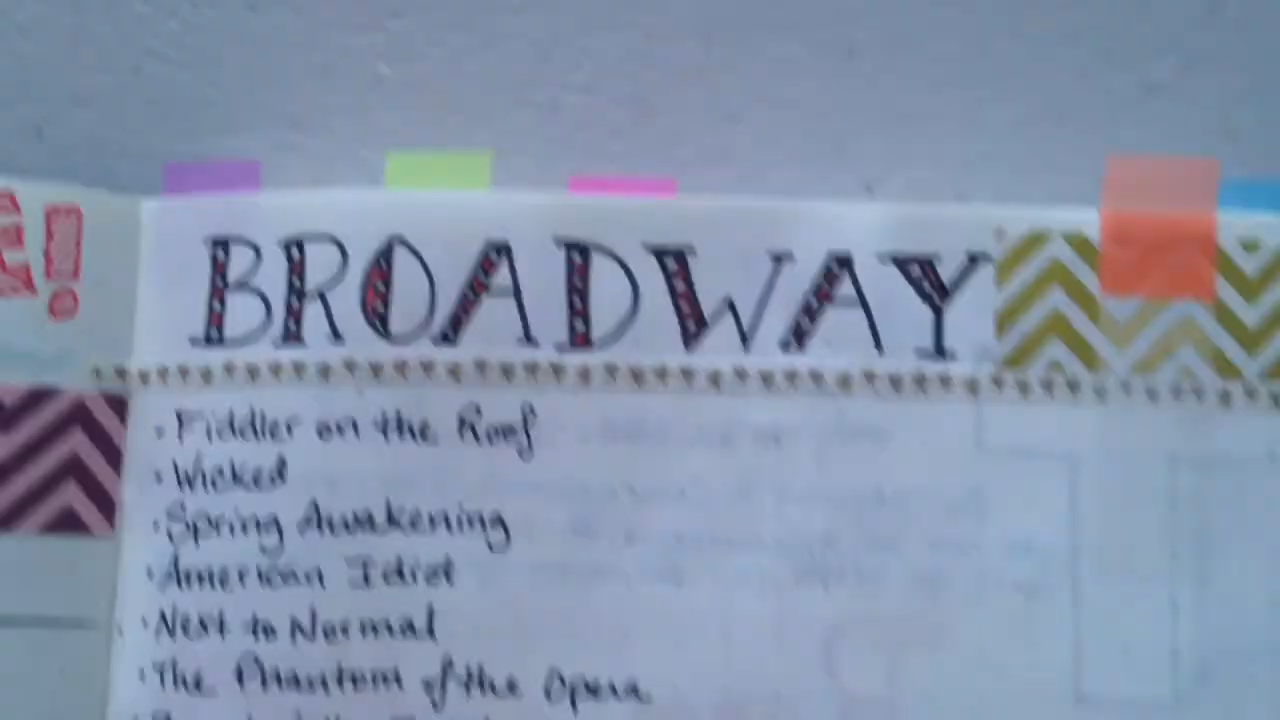 BROADWAY
· Fiddler on the Roof
· Wicked
· Spring Awakening
· American Idiot
· Next to Normal
· The Phantom of the Opera